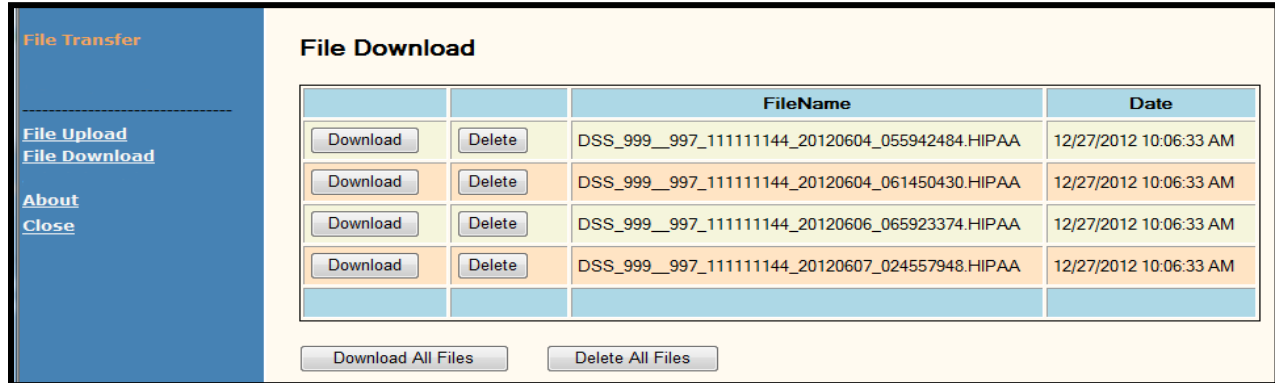 File Transfer
--------------------------------
File Upload
File Download
About
Close
File Download
FileName Date
Download Delete DSS_999__997_111111144_20120604_055942484.HIPAA 12/27/2012 10:06:33 AM
Download Delete DSS_999__997_111111144_20120604_061450430.HIPAA 12/27/2012 10:06:33 AM
Download Delete DSS_999__997_111111144_20120606_065923374.HIPAA 12/27/2012 10:06:33 AM
Download Delete DSS_999__997_111111144_20120607_024557948.HIPAA 12/27/2012 10:06:33 AM
Download All Files Delete All Files